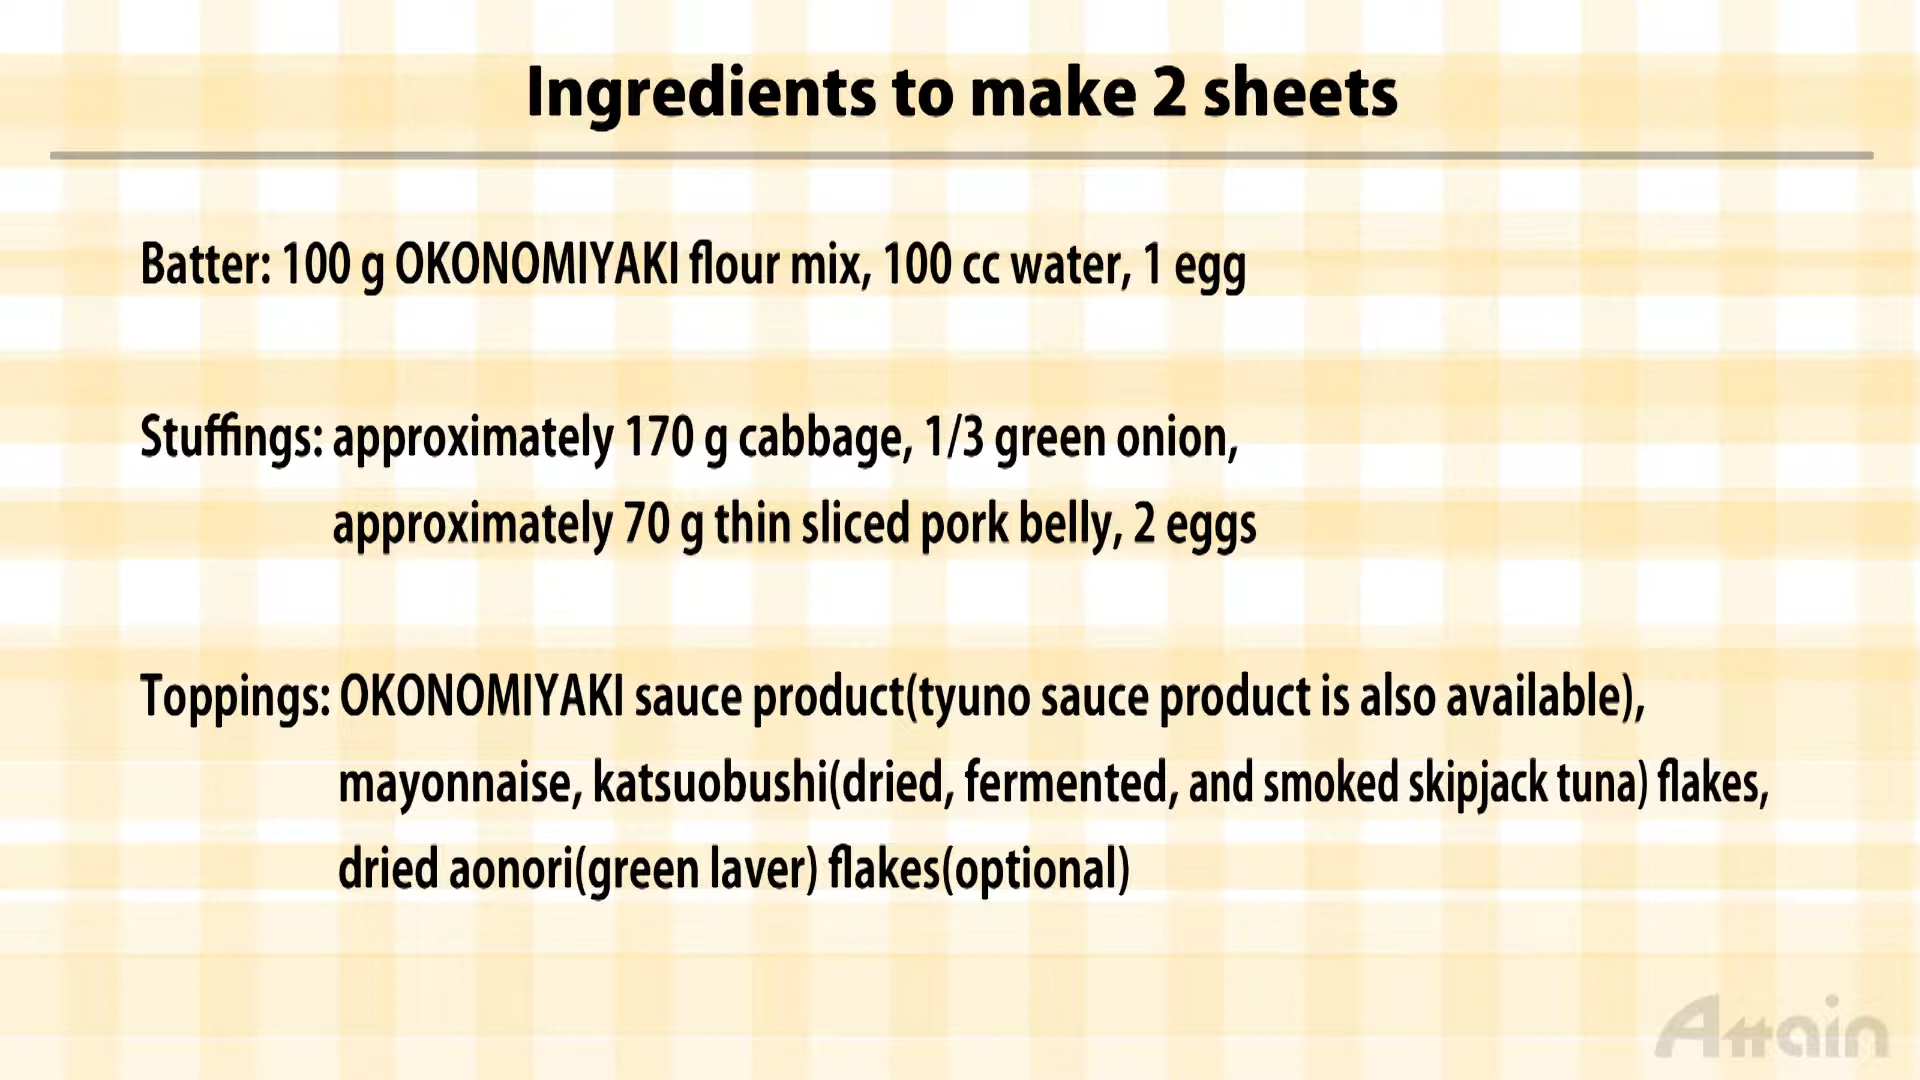 Ingredients to make 2 sheets
Batter: 100 g OKONOMIYAKI flour mix, 100 cc water, 1 egg
Stuffings: approximately 170 g cabbage, 1/3 green onion,
approximately 70 g thin sliced pork belly, 2 eggs
Toppings: OKONOMIYAKI sauce product(tyuno sauce product is also available),
mayonnaise, katsuobushi(dried, fermented, and smoked skipjack tuna) flakes,
dried aonori(green laver) flakes(optional)
Attain